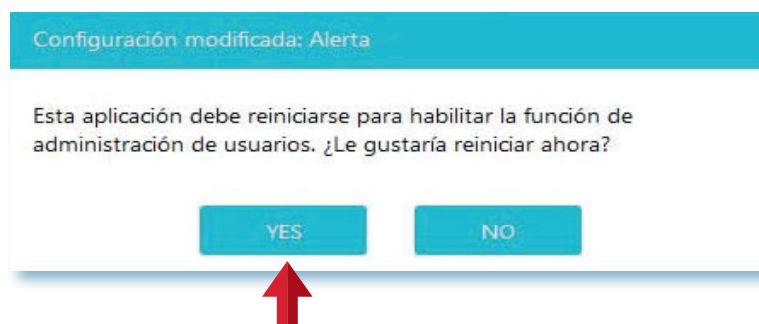 Configuración modificada: Alerta
Esta aplicación debe reiniciarse para habilitar la función de
administración de usuarios. ¿Le gustaría reiniciar ahora?
YES
NO